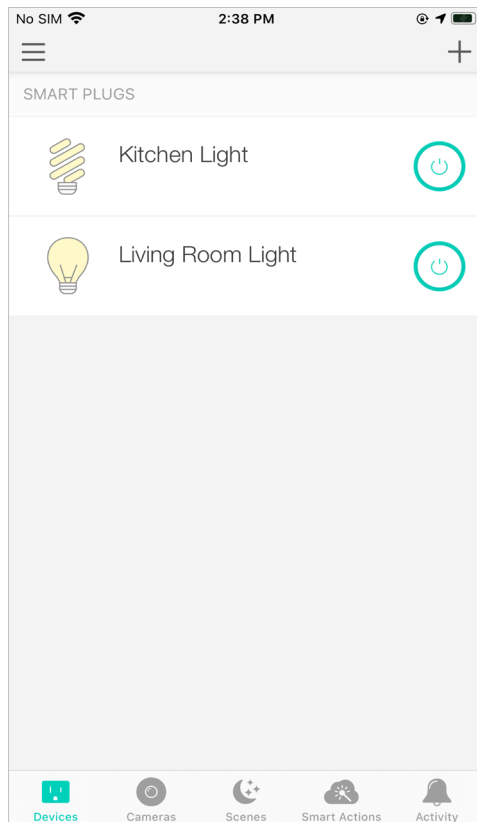 No SIM 2:38 PM
SMART PLUGS
Kitchen Light
Living Room Light
Devices Cameras Scenes Smart Actions Activity